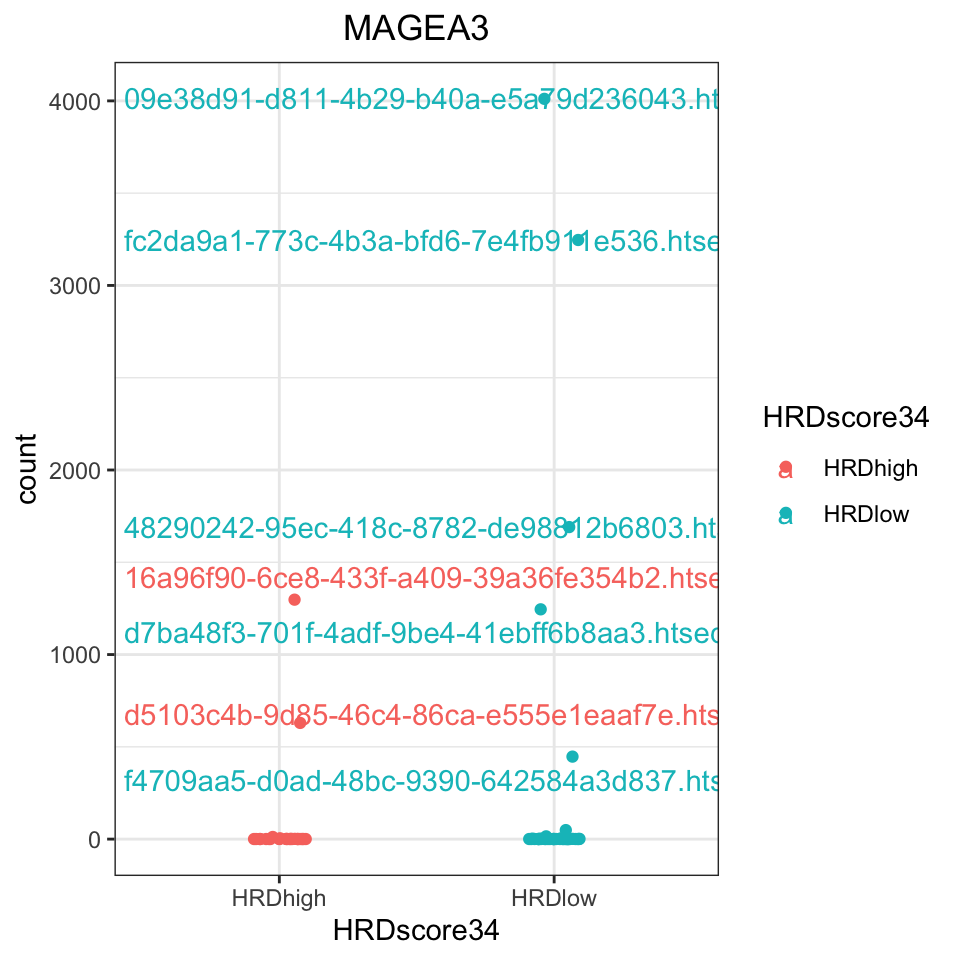 MAGEA3
count
4000
3000
2000
1000
0
09e38d91-d811-4b29-b40a-e5a79d236043.ht
fc2da9a1-773c-4b3a-bfd6-7e4fb911e536.htse
48290242-95ec-418c-8782-de98812b6803.ht
16a96f90-6ce8-433f-a409-39a36fe354b2.htse
d7ba48f3-701f-4adf-9be4-41ebff6b8aa3.htsec
d5103c4b-9d85-46c4-86ca-e555e1eaaf7e.hts
f4709aa5-d0ad-48bc-9390-642584a3d837.hts
HRDhigh
HRDlow
HRDscore34
HRDscore34
a HRDhigh
a HRDlow